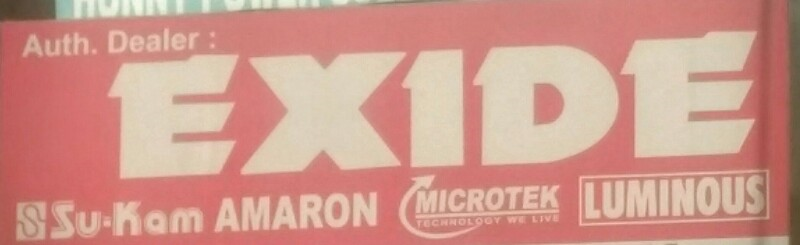 Auth. Dealer :
EXIDE
Su-Kam AMARON MICROTEK LUMINOUS
TECHNOLOGY WE LIVE